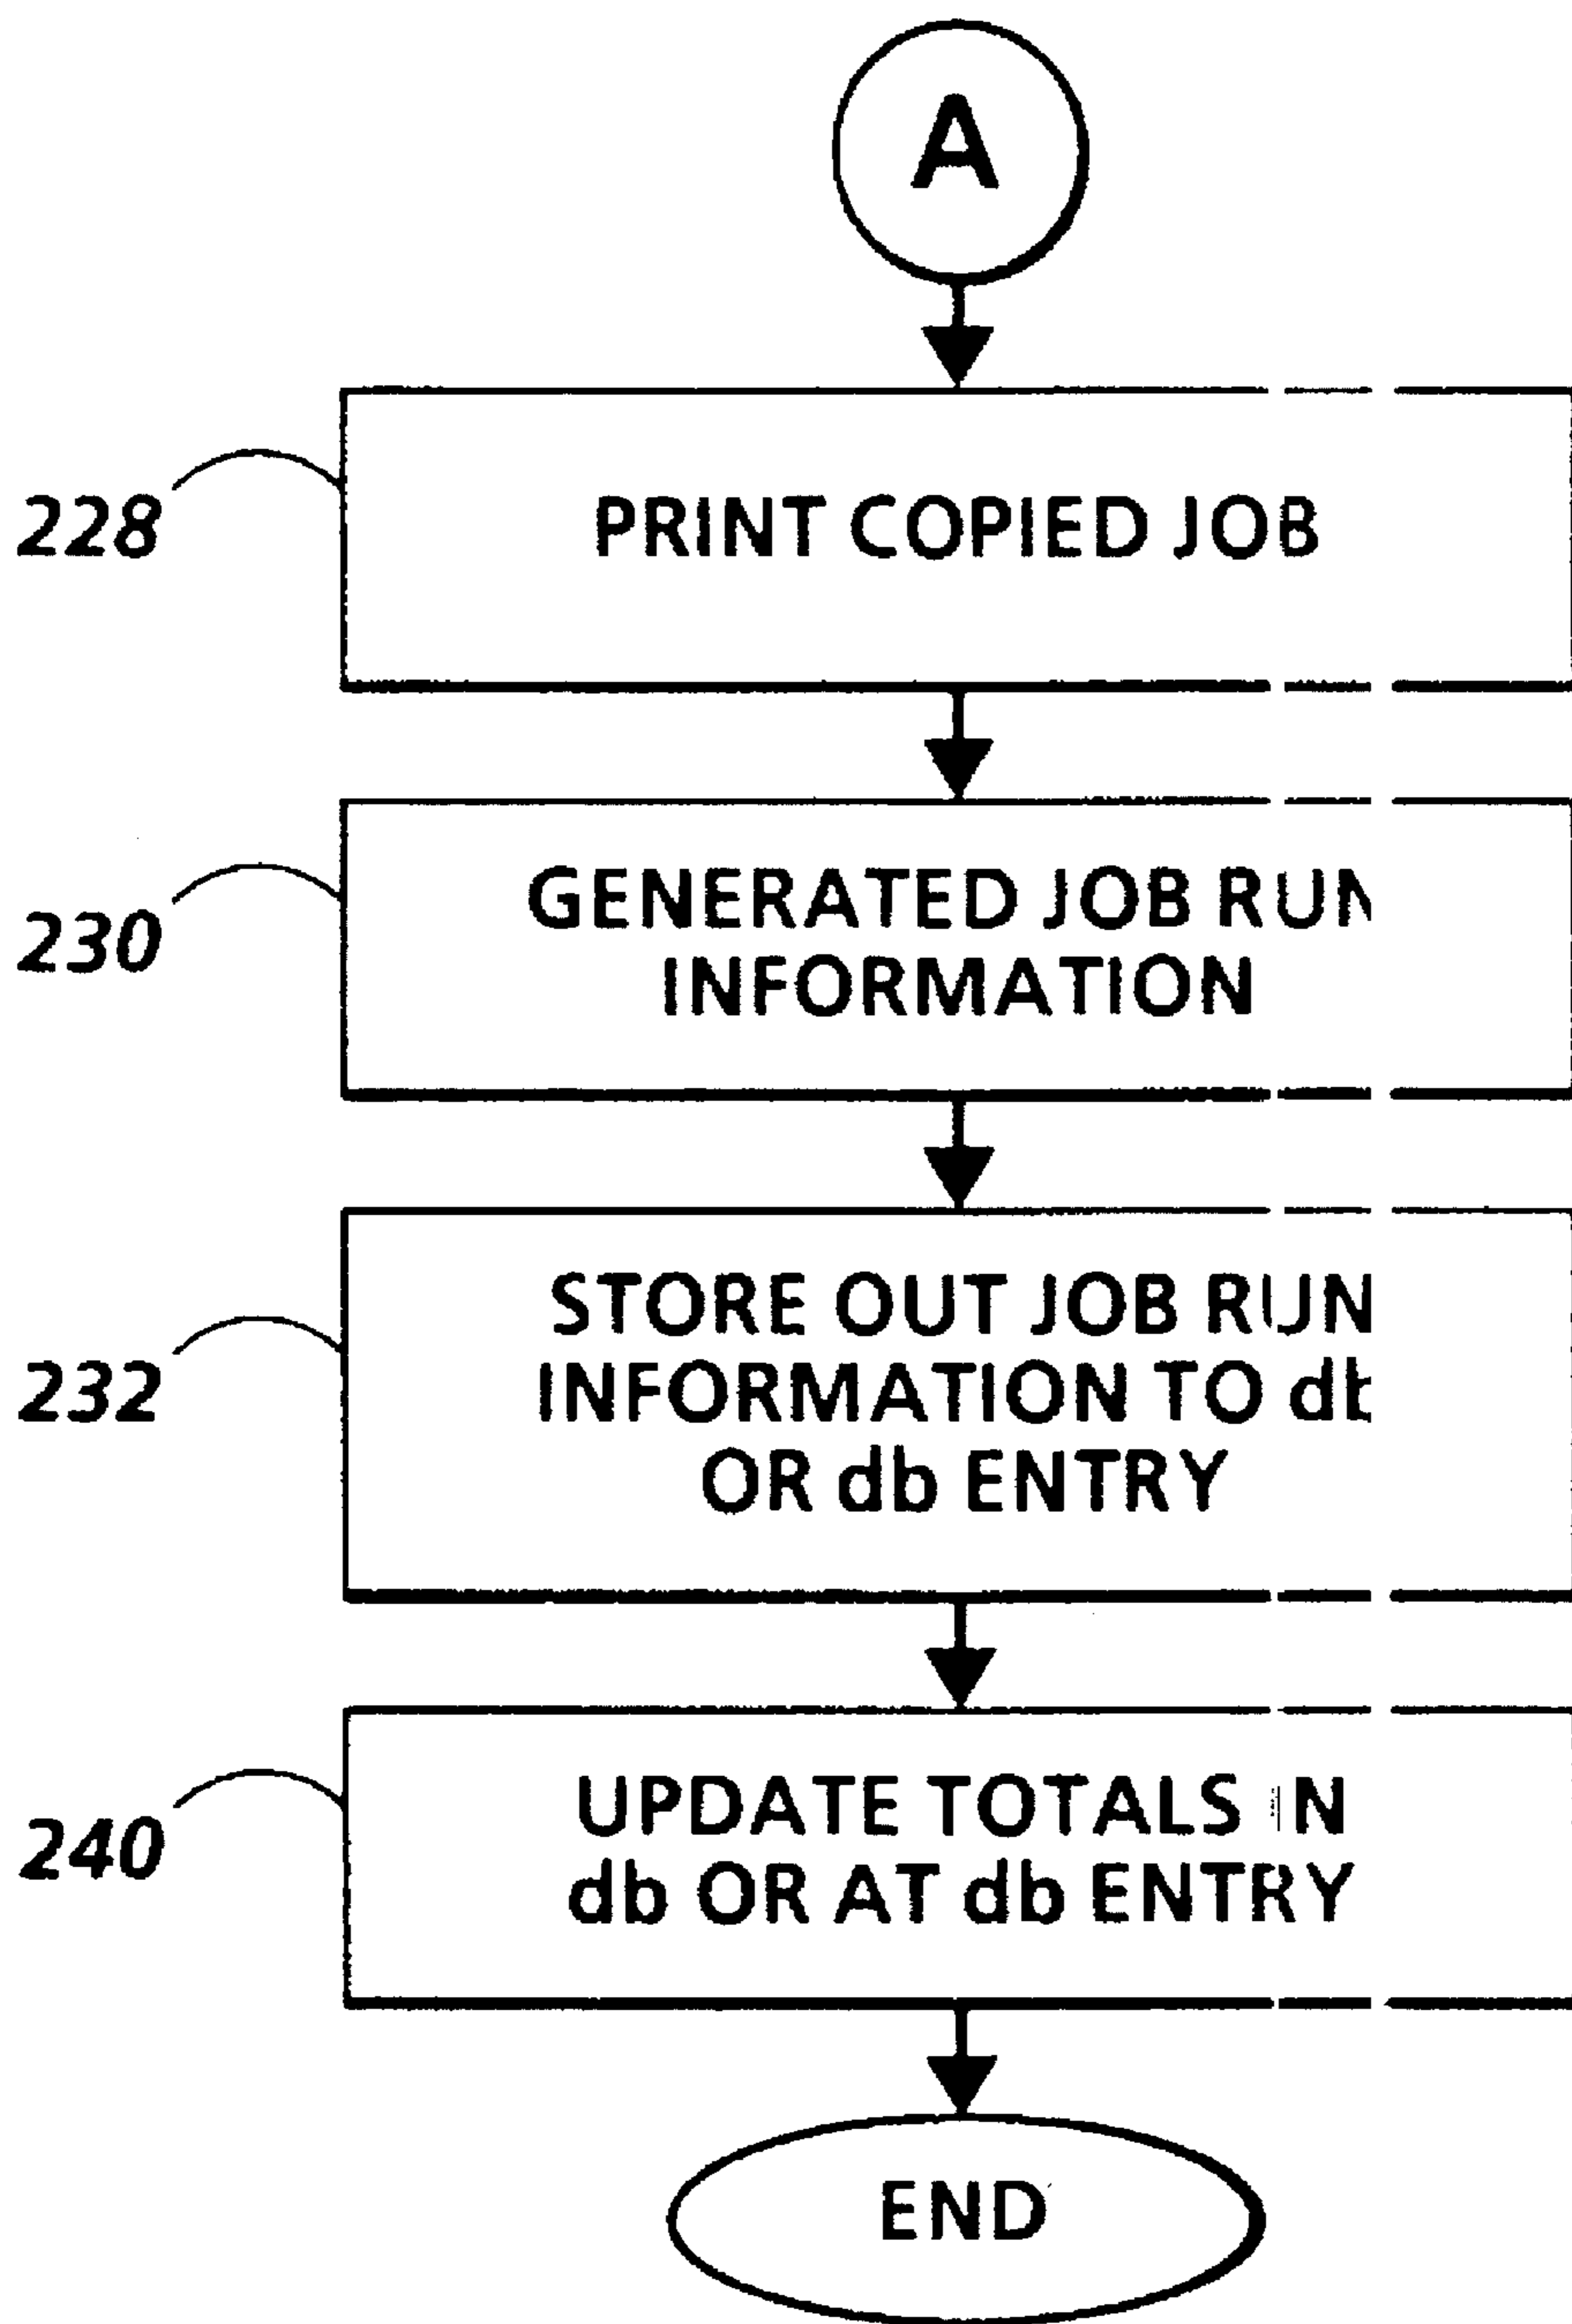 A
228
PRINT COPIED JOB
230
GENERATED JOB RUN
INFORMATION
232
STORE OUT JOB RUN
INFORMATION TO db
OR db ENTRY
240
UPDATE TOTALS IN
db OR AT db ENTRY
END